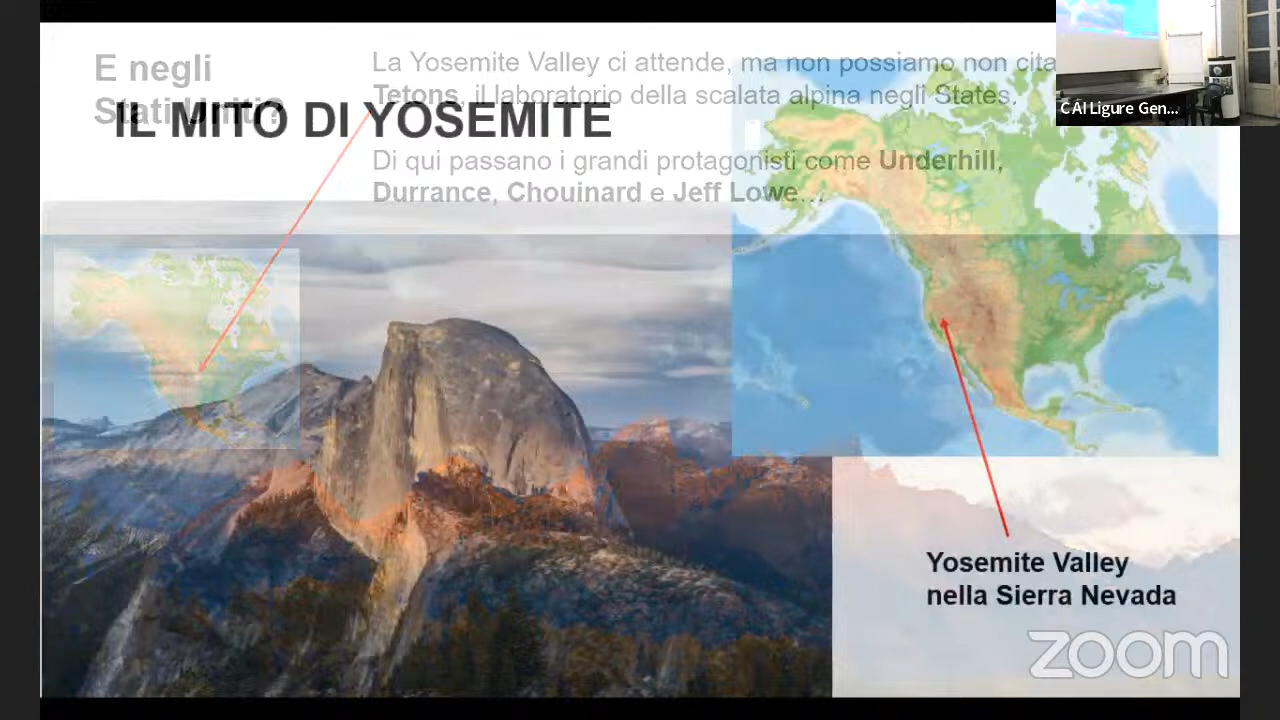 E negli
Stati Uniti?
IL MITO DI YOSEMITE
La Yosemite Valley ci attende, ma non possiamo non cita
Tetons, il laboratorio della scalata alpina negli States.
Di qui passano i grandi protagonisti come Underhill,
Durrance, Chouinard e Jeff Lowe…
CAI Ligure Gen...
Yosemite Valley
nella Sierra Nevada
zoom